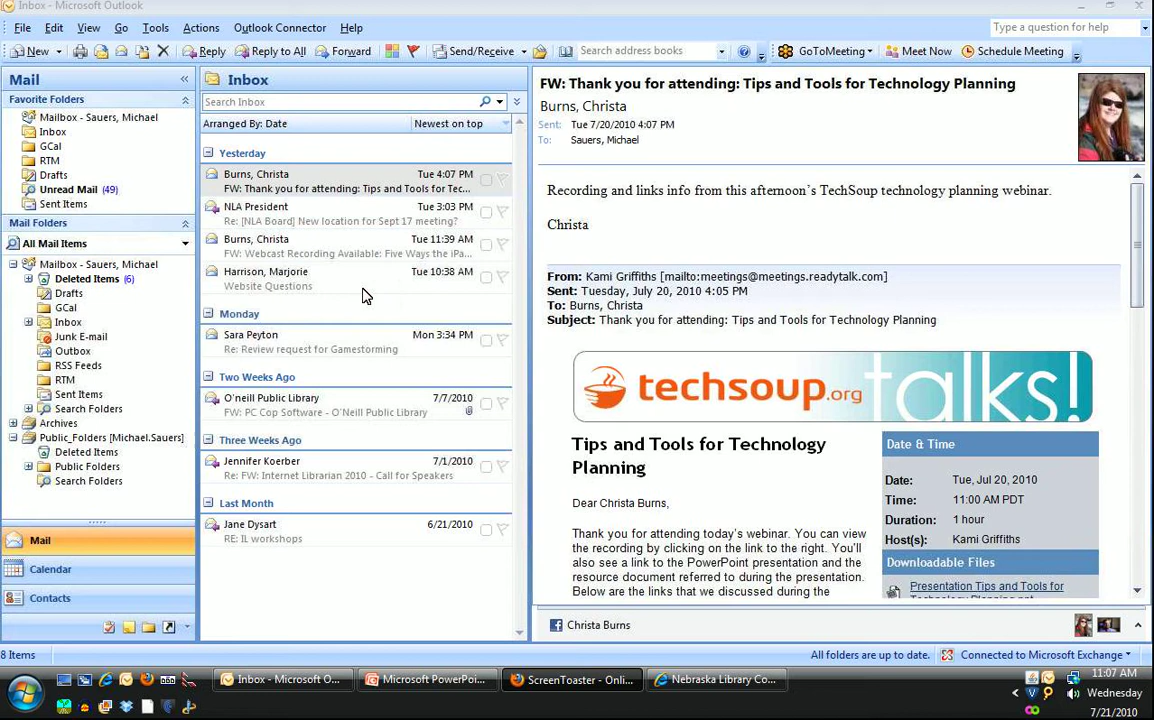 Inbox - Microsoft Outlook
File Edit View Go Tools Actions Outlook Connector Help
Type a question for help
New Reply Reply to All Forward Send/Receive Search address books GoToMeeting Meet Now Schedule Meeting
Mail
Favorite Folders
Mailbox - Sauers, Michael
Inbox
GCal
RTM
Drafts
Unread Mail (49)
Sent Items
Mail Folders
All Mail Items
Mailbox - Sauers, Michael
Deleted Items (6)
Drafts
GCal
Inbox
Junk E-mail
Outbox
RSS Feeds
RTM
Sent Items
Search Folders
Archives
Public_Folders [Michael.Sauers]
Deleted Items
Public Folders
Search Folders
Mail
Calendar
Contacts
Inbox
Search Inbox
Arranged By: Date Newest on top
Yesterday
Burns, Christa Tue 4:07 PM
FW: Thank you for attending: Tips and Tools for Tec...
NLA President Tue 3:03 PM
Re: [NLA Board] New location for Sept 17 meeting?
Burns, Christa Tue 11:39 AM
FW: Webcast Recording Available: Five Ways the iPa...
Harrison, Marjorie Tue 10:38 AM
Website Questions
Monday
Sara Peyton Mon 3:34 PM
Re: Review request for Gamestorming
Two Weeks Ago
O'neill Public Library 7/7/2010
FW: PC Cop Software - O'Neill Public Library
Three Weeks Ago
Jennifer Koerber 7/1/2010
Re: FW: Internet Librarian 2010 - Call for Speakers
Last Month
Jane Dysart 6/21/2010
RE: IL workshops
FW: Thank you for attending: Tips and Tools for Technology Planning
Burns, Christa
Sent: Tue 7/20/2010 4:07 PM
To: Sauers, Michael
Recording and links info from this afternoon's TechSoup technology planning webinar.
Christa
From: Kami Griffiths [mailto:meetings@meetings.readytalk.com]
Sent: Tuesday, July 20, 2010 4:05 PM
To: Burns, Christa
Subject: Thank you for attending: Tips and Tools for Technology Planning
techsoup.org talks!
Tips and Tools for Technology
Planning
Dear Christa Burns,
Thank you for attending today's webinar. You can view
the recording by clicking on the link to the right. You'll
also see a link to the PowerPoint presentation and the
resource document referred to during the presentation.
Below are the links that we discussed during the
Date & Time
Date: Tue, Jul 20, 2010
Time: 11:00 AM PDT
Duration: 1 hour
Host(s): Kami Griffiths
Downloadable Files
Presentation Tips and Tools for
Christa Burns
8 Items All folders are up to date. Connected to Microsoft Exchange
Inbox - Microsoft O... Microsoft PowerPoin... ScreenToaster - Onli... Nebraska Library Co...
11:07 AM
Wednesday
7/21/2010